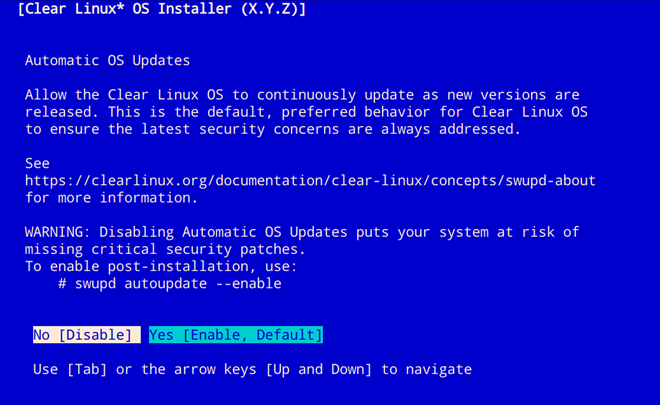 [Clear Linux* OS Installer (X.Y.Z)]
Automatic OS Updates
Allow the Clear Linux OS to continuously update as new versions are
released. This is the default, preferred behavior for Clear Linux OS
to ensure the latest security concerns are always addressed.
See
https://clearlinux.org/documentation/clear-linux/concepts/swupd-about
for more information.
WARNING: Disabling Automatic OS Updates puts your system at risk of
missing critical security patches.
To enable post-installation, use:
# swupd autoupdate --enable
No [Disable] Yes [Enable, Default]
Use [Tab] or the arrow keys [Up and Down] to navigate